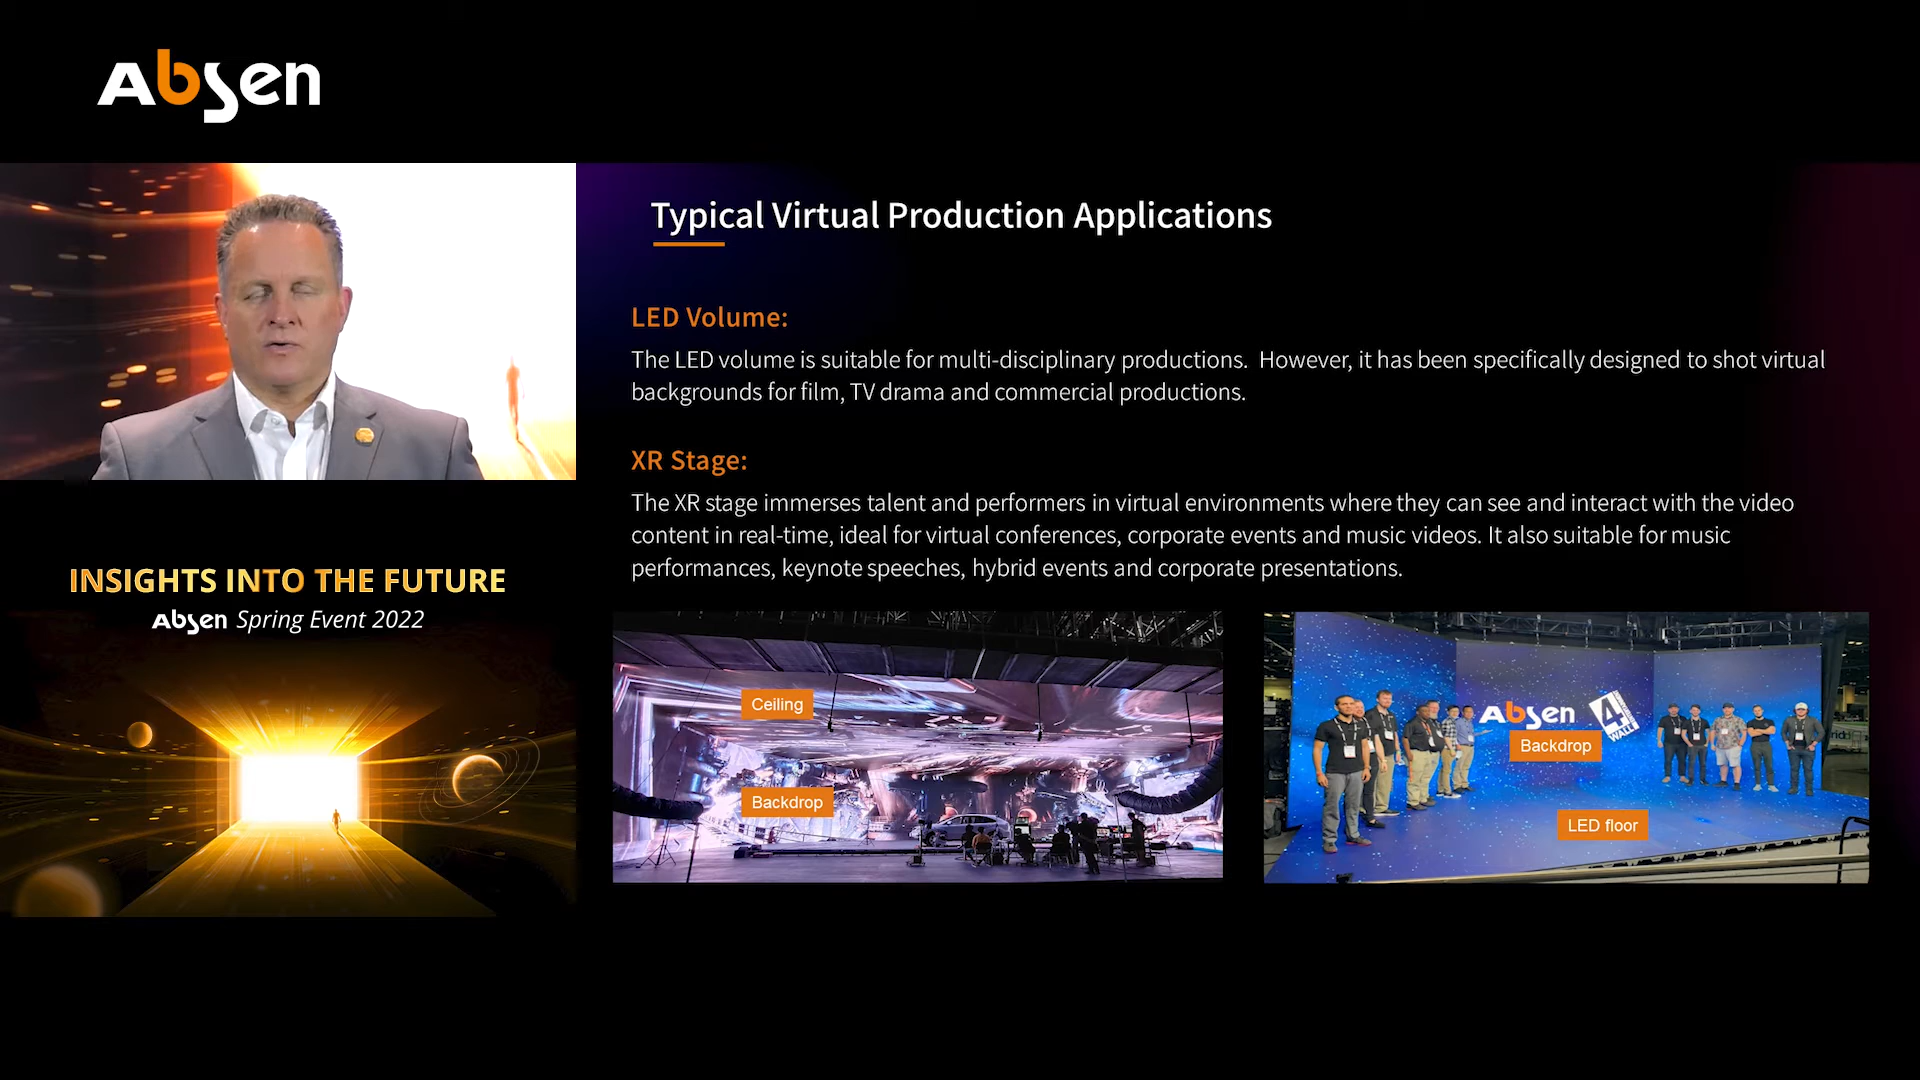 Absen
Typical Virtual Production Applications
LED Volume:
The LED volume is suitable for multi-disciplinary productions. However, it has been specifically designed to shot virtual
backgrounds for film, TV drama and commercial productions.
XR Stage:
The XR stage immerses talent and performers in virtual environments where they can see and interact with the video
content in real-time, ideal for virtual conferences, corporate events and music videos. It also suitable for music
performances, keynote speeches, hybrid events and corporate presentations.
INSIGHTS INTO THE FUTURE
Absen Spring Event 2022
Ceiling
Backdrop
Absen 4
WALL
Backdrop
LED floor